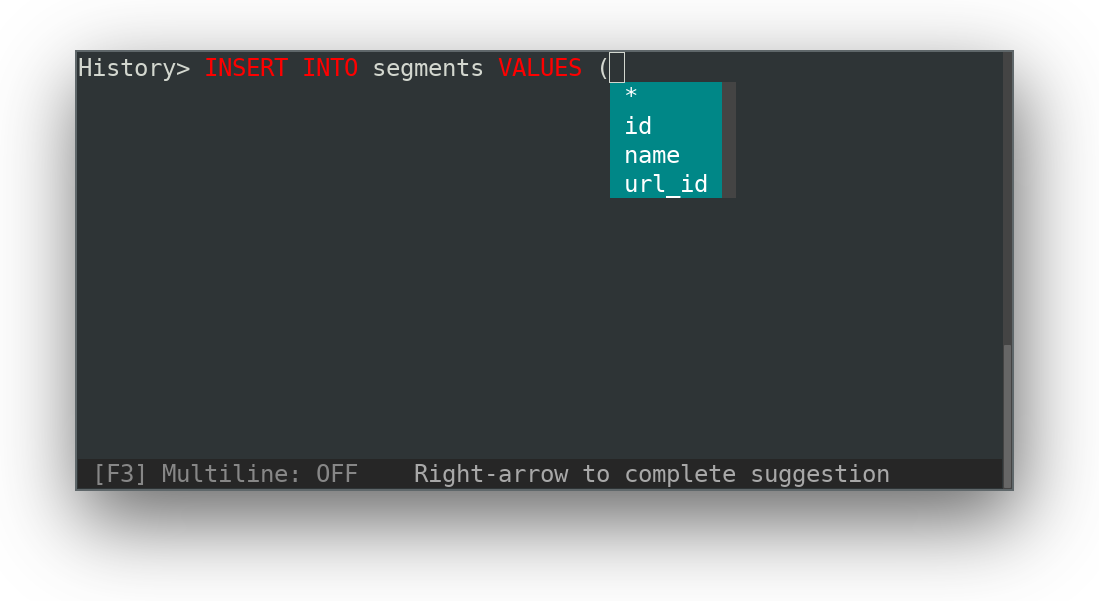 History> INSERT INTO segments VALUES (
*
id
name
url_id
[F3] Multiline: OFF    Right-arrow to complete suggestion